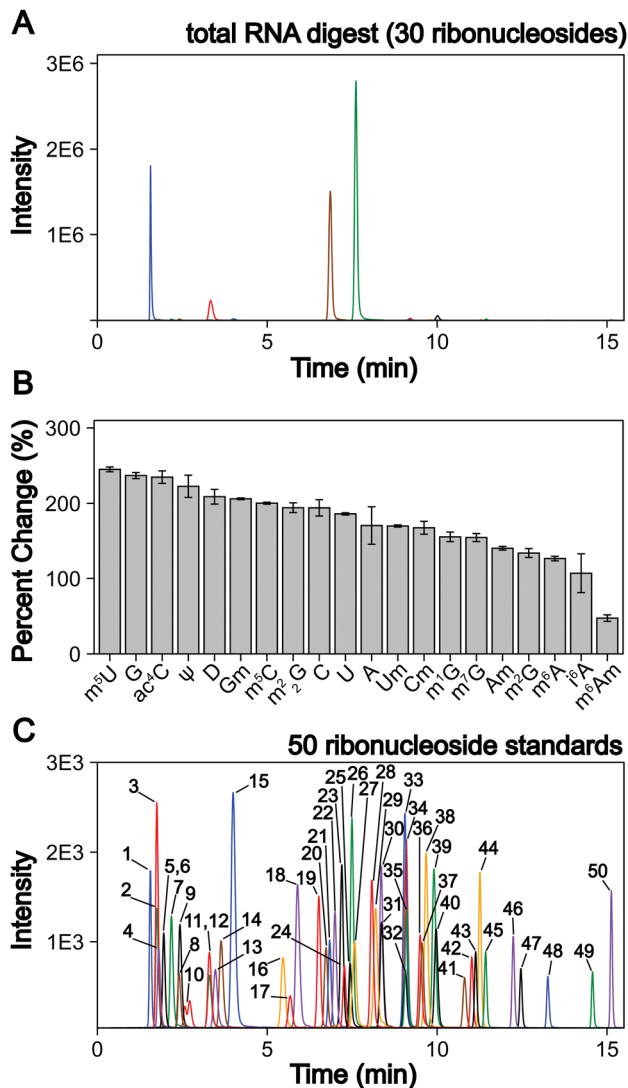 A
total RNA digest (30 ribonucleosides)
3E6
2E6
1E6
Intensity
0
5
10
15
Time (min)
B
300
200
100
0
Percent Change (%)
m⁵U
G
ac⁴C
Ψ
D
Gm
m⁵C
m²₂G
C
U
A
Um
Cm
m¹G
m⁷G
Am
m²G
m⁶A
i⁶A
m⁶Am
C
50 ribonucleoside standards
3E3
2E3
1E3
Intensity
1
2
3
4
5,6
7
8
9
10
11,12
13
14
15
16
17
18
19
20
21
22
23
24
25
26
27
28
29
30
31
32
33
34
35
36
37
38
39
40
41
42
43
44
45
46
47
48
49
50
0
5
10
15
Time (min)